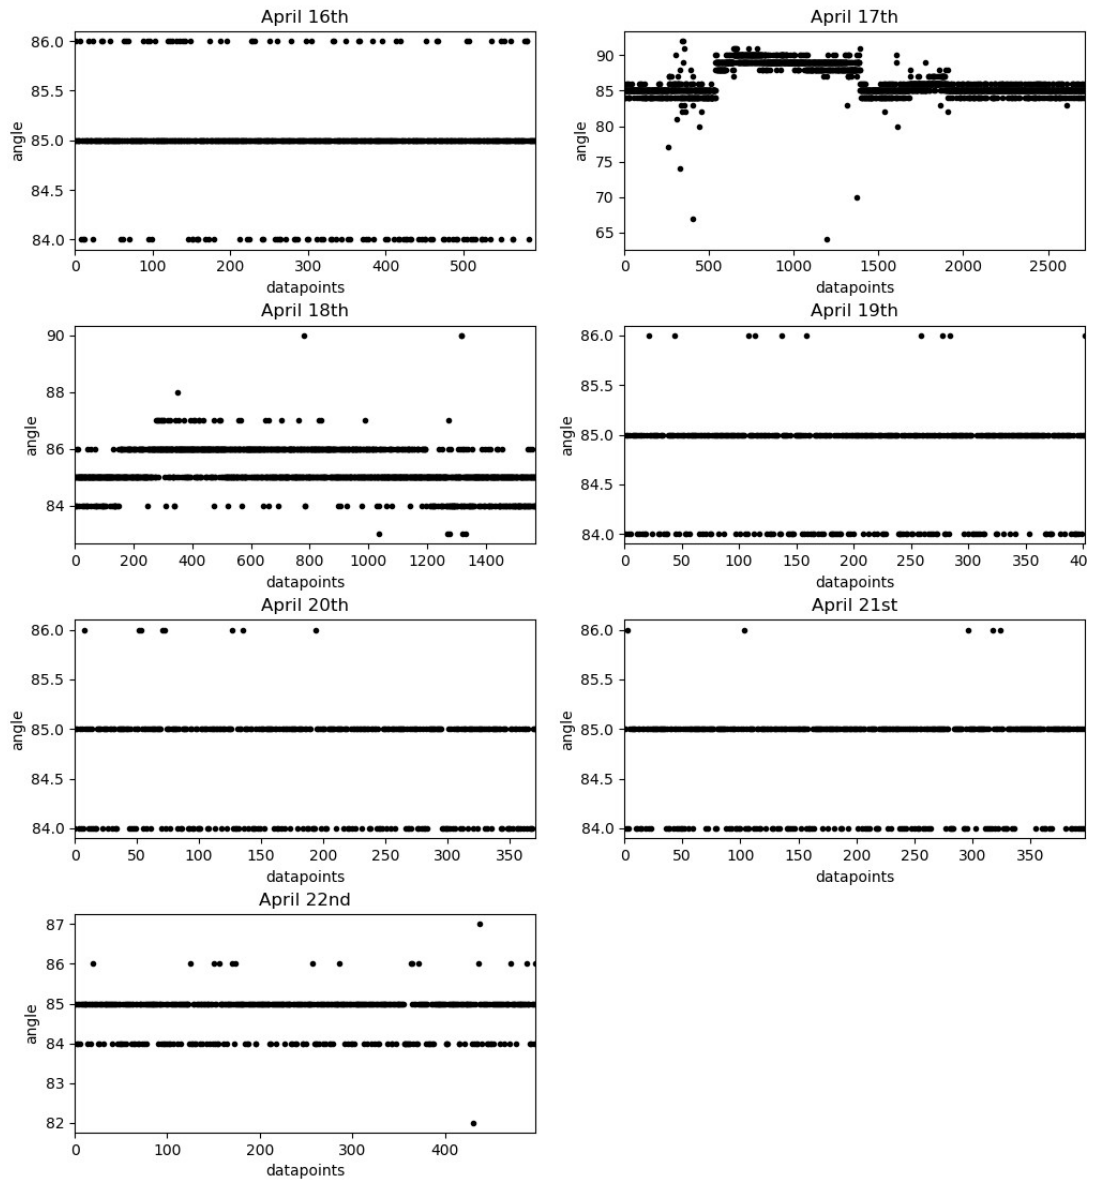 April 16th
86.0
85.5
85.0
84.5
84.0
angle
0 100 200 300 400 500
datapoints
April 17th
90
85
80
75
70
65
angle
0 500 1000 1500 2000 2500
datapoints
April 18th
90
88
86
84
angle
0 200 400 600 800 1000 1200 1400
datapoints
April 19th
86.0
85.5
85.0
84.5
84.0
angle
0 50 100 150 200 250 300 350 400
datapoints
April 20th
86.0
85.5
85.0
84.5
84.0
angle
0 50 100 150 200 250 300 350
datapoints
April 21st
86.0
85.5
85.0
84.5
84.0
angle
0 50 100 150 200 250 300 350
datapoints
April 22nd
87
86
85
84
83
82
angle
0 100 200 300 400
datapoints